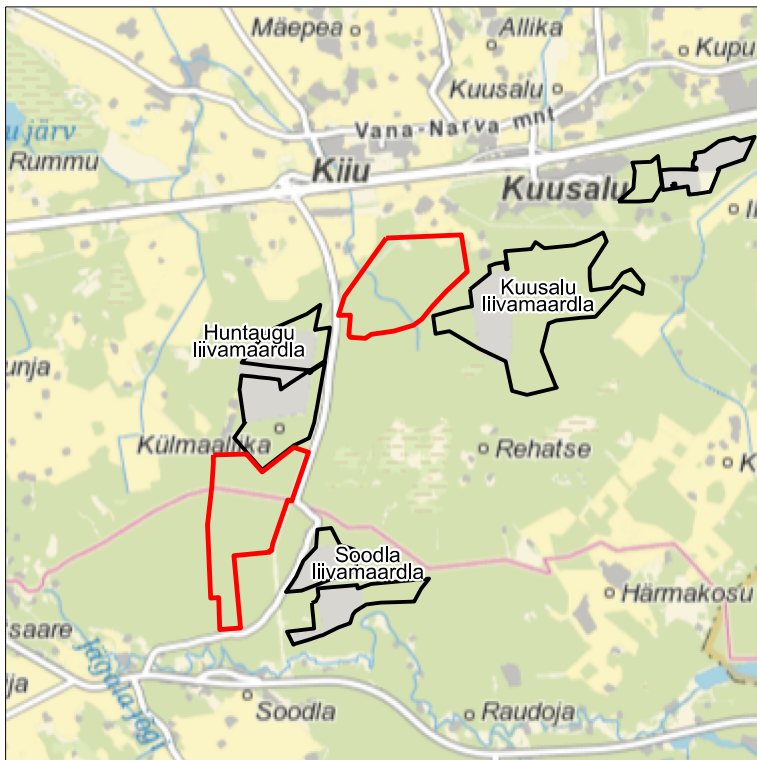 Mäepea
Allika
Kupu
Kuusalu
Vana-Narva-mnt
u järv
Rummu
Kiiu
Kuusalu
Kuusalu
liivamaardla
Huntaugu
liivamaardla
unja
Külmaallika
Rehatse
K
Soodla
liivamaardla
Härmakosu
saare
Jägala jõgi
ija
Soodla
Raudoja